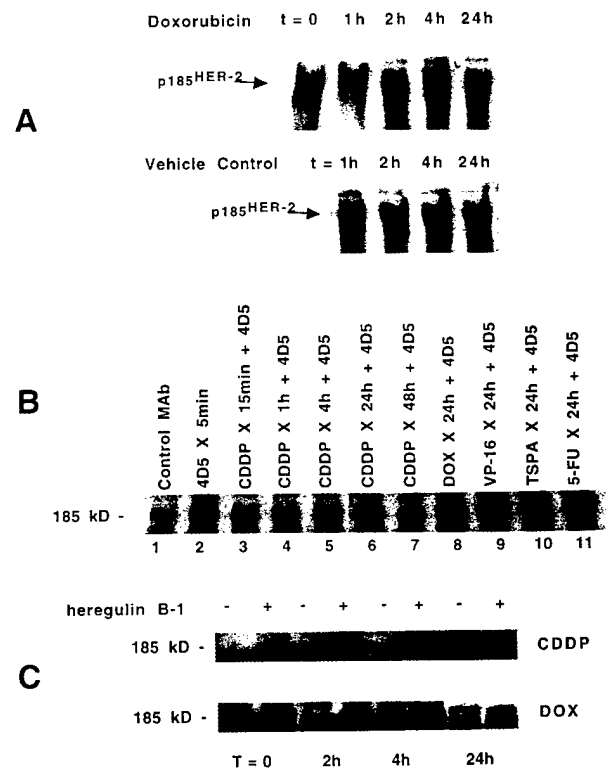 Doxorubicin t = 0 1h 2h 4h 24h
p185HER-2
A
Vehicle Control t = 1h 2h 4h 24h
p185HER-2
B
Control MAb
4D5 X 5min
CDDP X 15min + 4D5
CDDP X 1h + 4D5
CDDP X 4h + 4D5
CDDP X 24h + 4D5
CDDP X 48h + 4D5
DOX X 24h + 4D5
VP-16 X 24h + 4D5
TSPA X 24h + 4D5
5-FU X 24h + 4D5
185 kD -
1 2 3 4 5 6 7 8 9 10 11
heregulin B-1 - + - + - + - +
185 kD - CDDP
C
185 kD - DOX
T = 0 2h 4h 24h